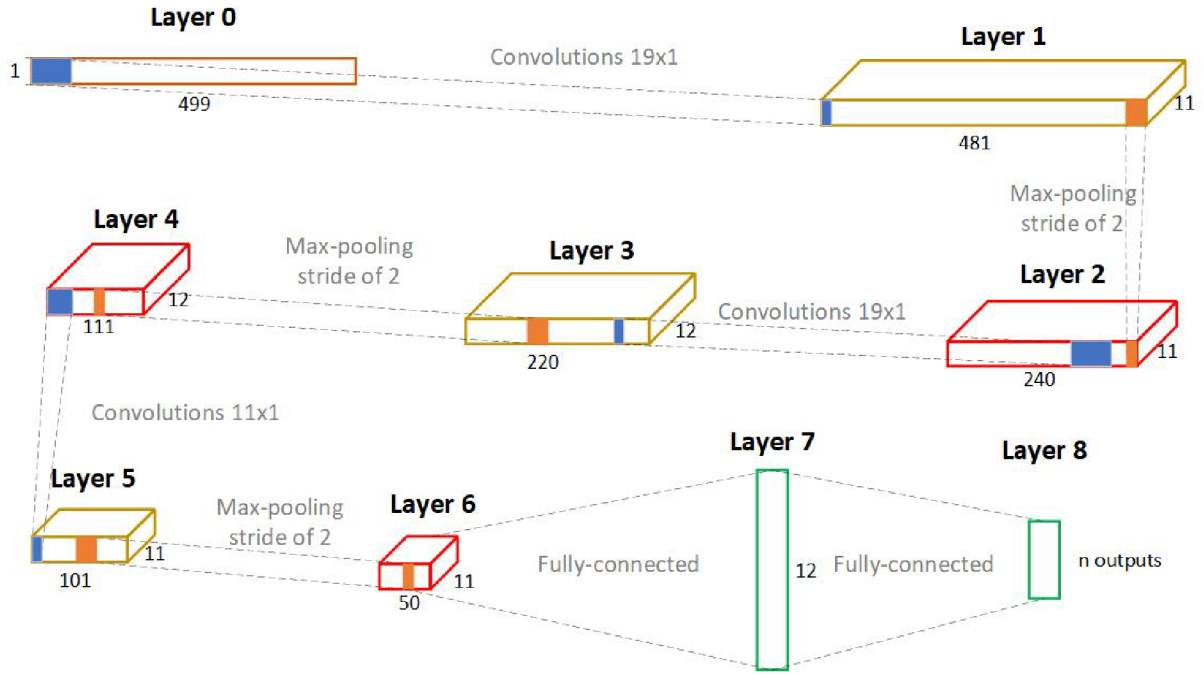 Layer 0
Convolutions 19x1
Layer 1
1
499
11
481
Max-pooling
stride of 2
Layer 4
Max-pooling
stride of 2
Layer 3
Layer 2
12
111
Convolutions 19x1
12
220
11
240
Convolutions 11x1
Layer 7
Layer 8
Layer 5
Max-pooling
stride of 2
Layer 6
11
101
11
50
Fully-connected
12
Fully-connected
n outputs